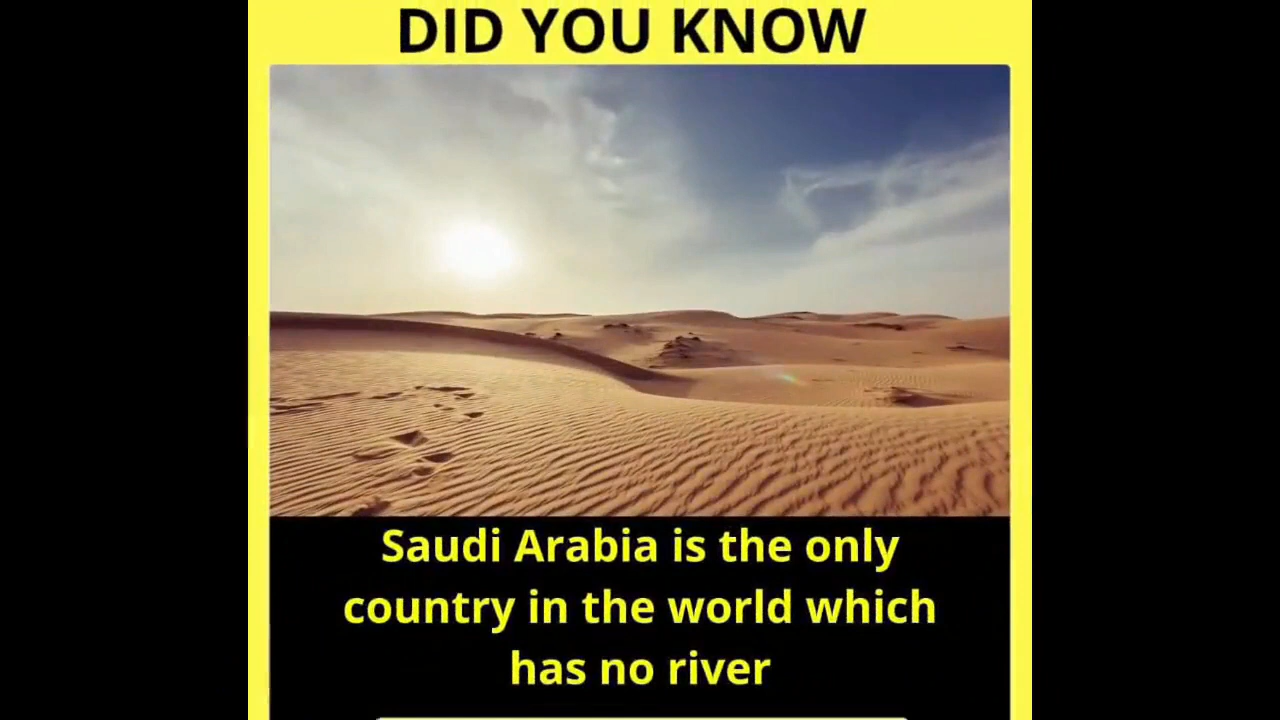 DID YOU KNOW
Saudi Arabia is the only
country in the world which
has no river